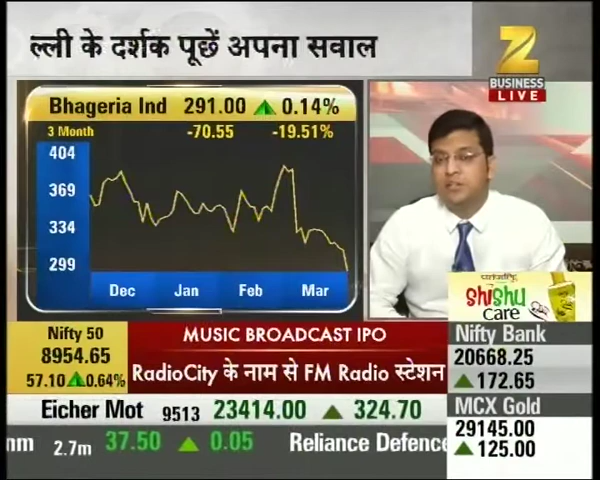 ल्ली के दर्शक पूछें अपना सवाल
Z
BUSINESS
LIVE
Bhageria Ind 291.00 0.14%
3 Month -70.55 -19.51%
404
369
334
299
Dec Jan Feb Mar
shishu
care
Nifty 50
8954.65
57.10 0.64%
MUSIC BROADCAST IPO
RadioCity के नाम से FM Radio स्टेशन
Nifty Bank
20668.25
172.65
Eicher Mot 9513 23414.00 324.70
MCX Gold
29145.00
125.00
nm 2.7m 37.50 0.05 Reliance Defence